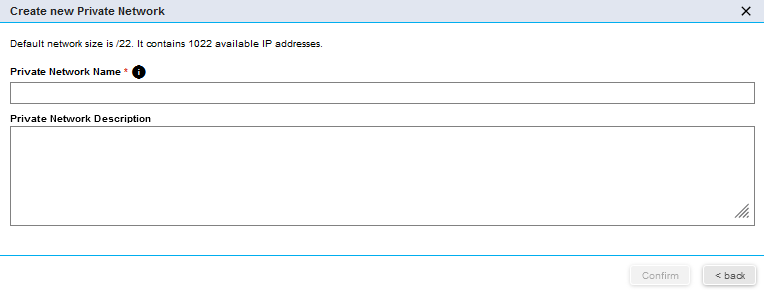 Create new Private Network
Default network size is /22. It contains 1022 available IP addresses.
Private Network Name *
Private Network Description
Confirm
< back